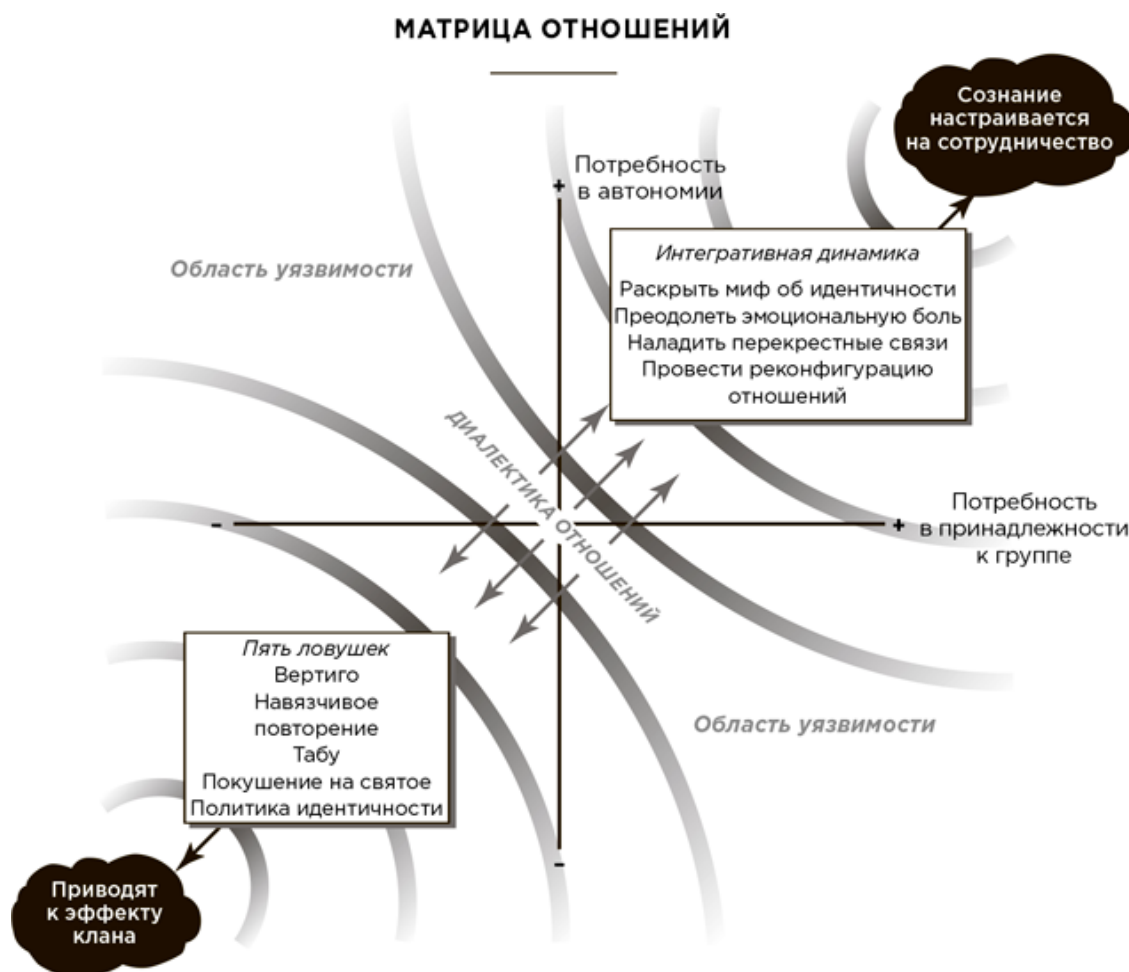 МАТРИЦА ОТНОШЕНИЙ
Сознание
настраивается
на сотрудничество
+
Потребность
в автономии
Область уязвимости
Интегративная динамика
Раскрыть миф об идентичности
Преодолеть эмоциональную боль
Наладить перекрестные связи
Провести реконфигурацию
отношений
ДИАЛЕКТИКА ОТНОШЕНИЙ
-
+
Потребность
в принадлежности
к группе
Пять ловушек
Вертиго
Навязчивое
повторение
Табу
Покушение на святое
Политика идентичности
Область уязвимости
-
Приводят
к эффекту
клана